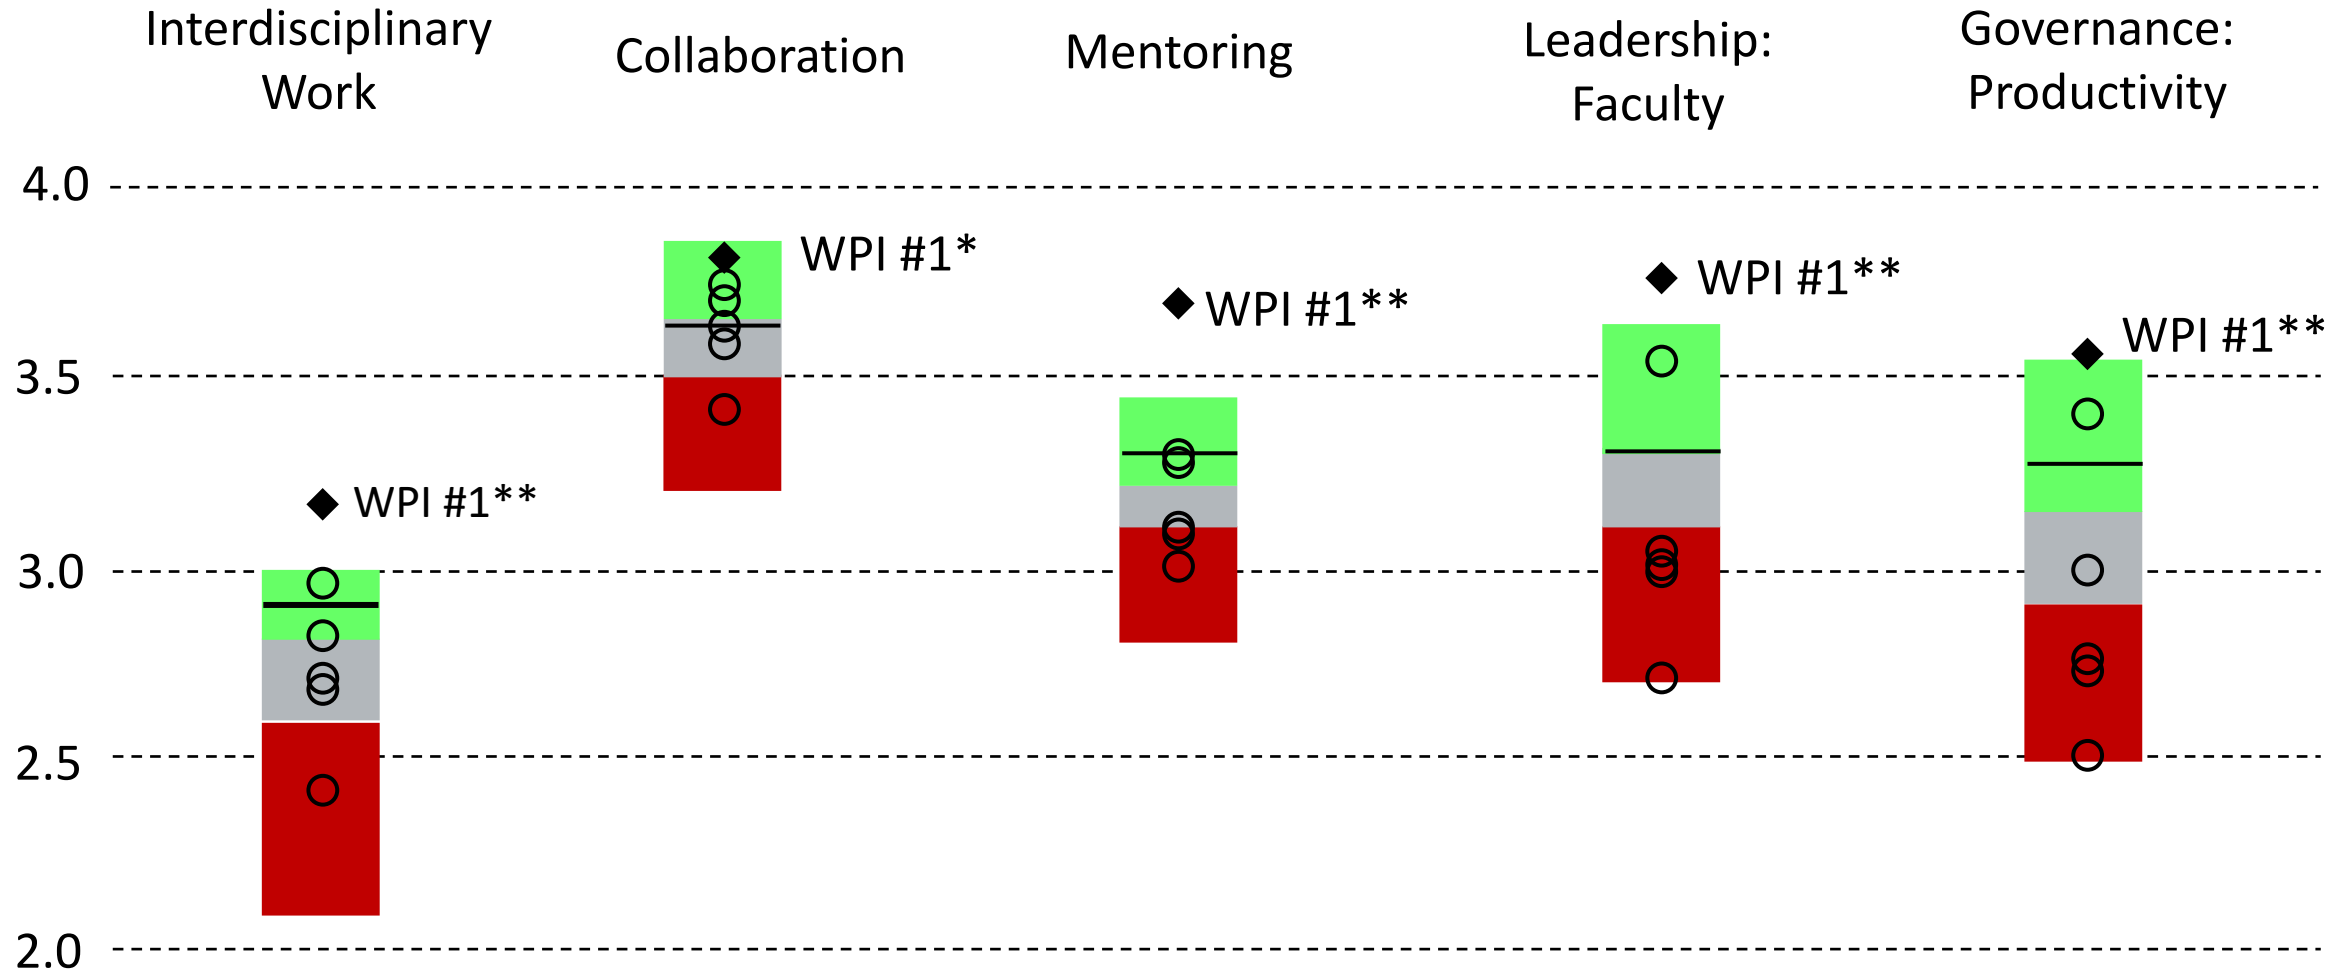 Interdisciplinary
Work
Collaboration
Mentoring
Leadership:
Faculty
Governance:
Productivity
4.0
WPI #1*
WPI #1**
WPI #1**
WPI #1**
3.5
WPI #1**
3.0
2.5
2.0